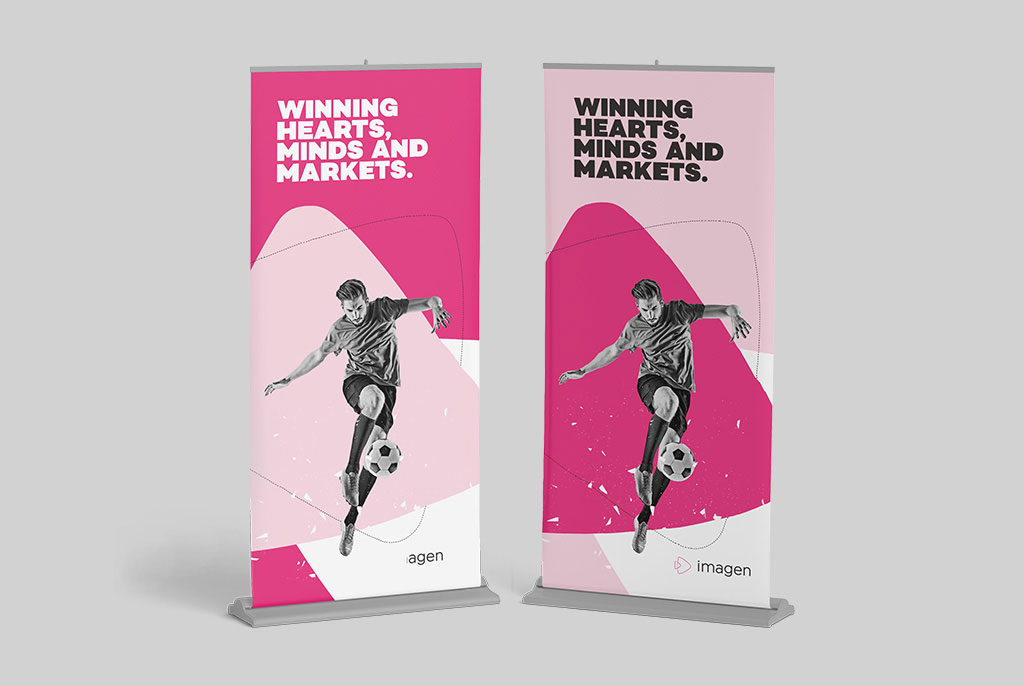 WINNING
HEARTS,
MINDS AND
MARKETS.
agen
WINNING
HEARTS,
MINDS AND
MARKETS.
imagen